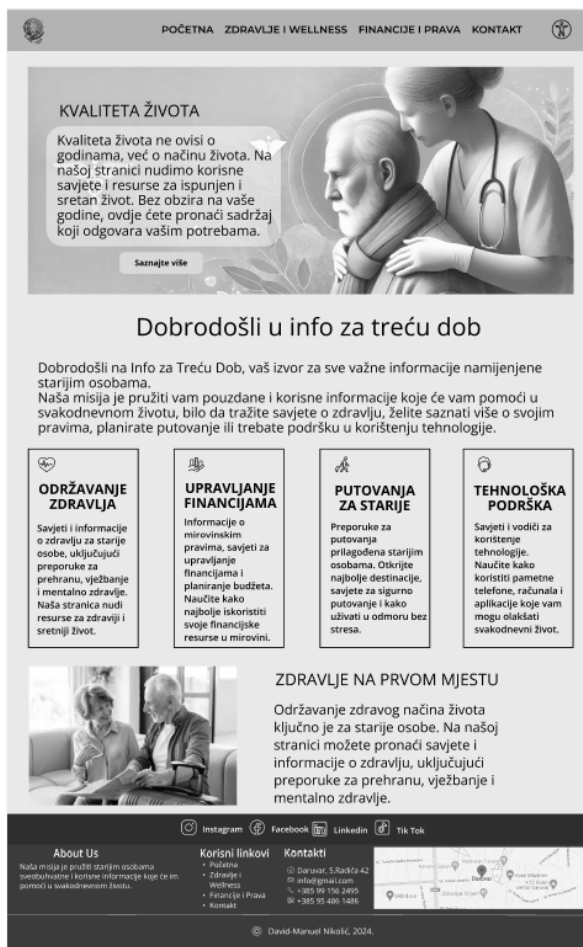 POČETNA ZDRAVLJE I WELLNESS FINANCIJE I PRAVA KONTAKT
KVALITETA ŽIVOTA
Kvaliteta života ne ovisi o
godinama, već o načinu života. Na
našoj stranici nudimo korisne
savjete i resurse za ispunjen i
sretan život. Bez obzira na vaše
godine, ovdje ćete pronaći sadržaj
koji odgovara vašim potrebama.
Saznajte više
Dobrodošli u info za treću dob
Dobrodošli na Info za Treću Dob, vaš izvor za sve važne informacije namijenjene
starijim osobama.
Naša misija je pružiti vam pouzdane i korisne informacije koje će vam pomoći u
svakodnevnom životu, bilo da tražite savjete o zdravlju, želite saznati više o svojim
pravima, planirate putovanje ili trebate podršku u korištenju tehnologije.
ODRŽAVANJE
ZDRAVLJA
Savjeti i informacije
o zdravlju za starije
osobe, uključujući
preporuke za
prehranu, vježbanje
i mentalno zdravlje.
Naša stranica nudi
resurse za zdraviji i
sretniji život.
UPRAVLJANJE
FINANCIJAMA
Informacije o
mirovinskim
pravima, savjeti za
upravljanje
financijama i
planiranje budžeta.
Naučite kako
najbolje iskoristiti
svoje financijske
resurse u mirovini.
PUTOVANJA
ZA STARIJE
Preporuke za
putovanja
prilagođena starijim
osobama. Otkrijte
najbolje destinacije,
savjete za sigurno
putovanje i kako
uživati u odmoru bez
stresa.
TEHNOLOŠKA
PODRŠKA
Savjeti i vodiči za
korištenje
tehnologije.
Naučite kako
koristiti pametne
telefone, računala i
aplikacije koje vam
mogu olakšati
svakodnevni život.
ZDRAVLJE NA PRVOM MJESTU
Održavanje zdravog načina života
ključno je za starije osobe. Na našoj
stranici možete pronaći savjete i
informacije o zdravlju, uključujući
preporuke za prehranu, vježbanje i
mentalno zdravlje.
Instagram Facebook Linkedin Tik Tok
About Us
Naša misija je pružiti starijim osobama
sveobuhvatne i korisne informacije koje će im
pomoći u svakodnevnom životu.
Korisni linkovi
• Početna
• Zdravlje i
Wellness
• Financije i Prava
• Kontakt
Kontakti
Daruvar, S.Radića 42
info@gmail.com
+385 99 156 2495
+385 95 486 1486
Daruvar
© David-Manuel Nikolić, 2024.